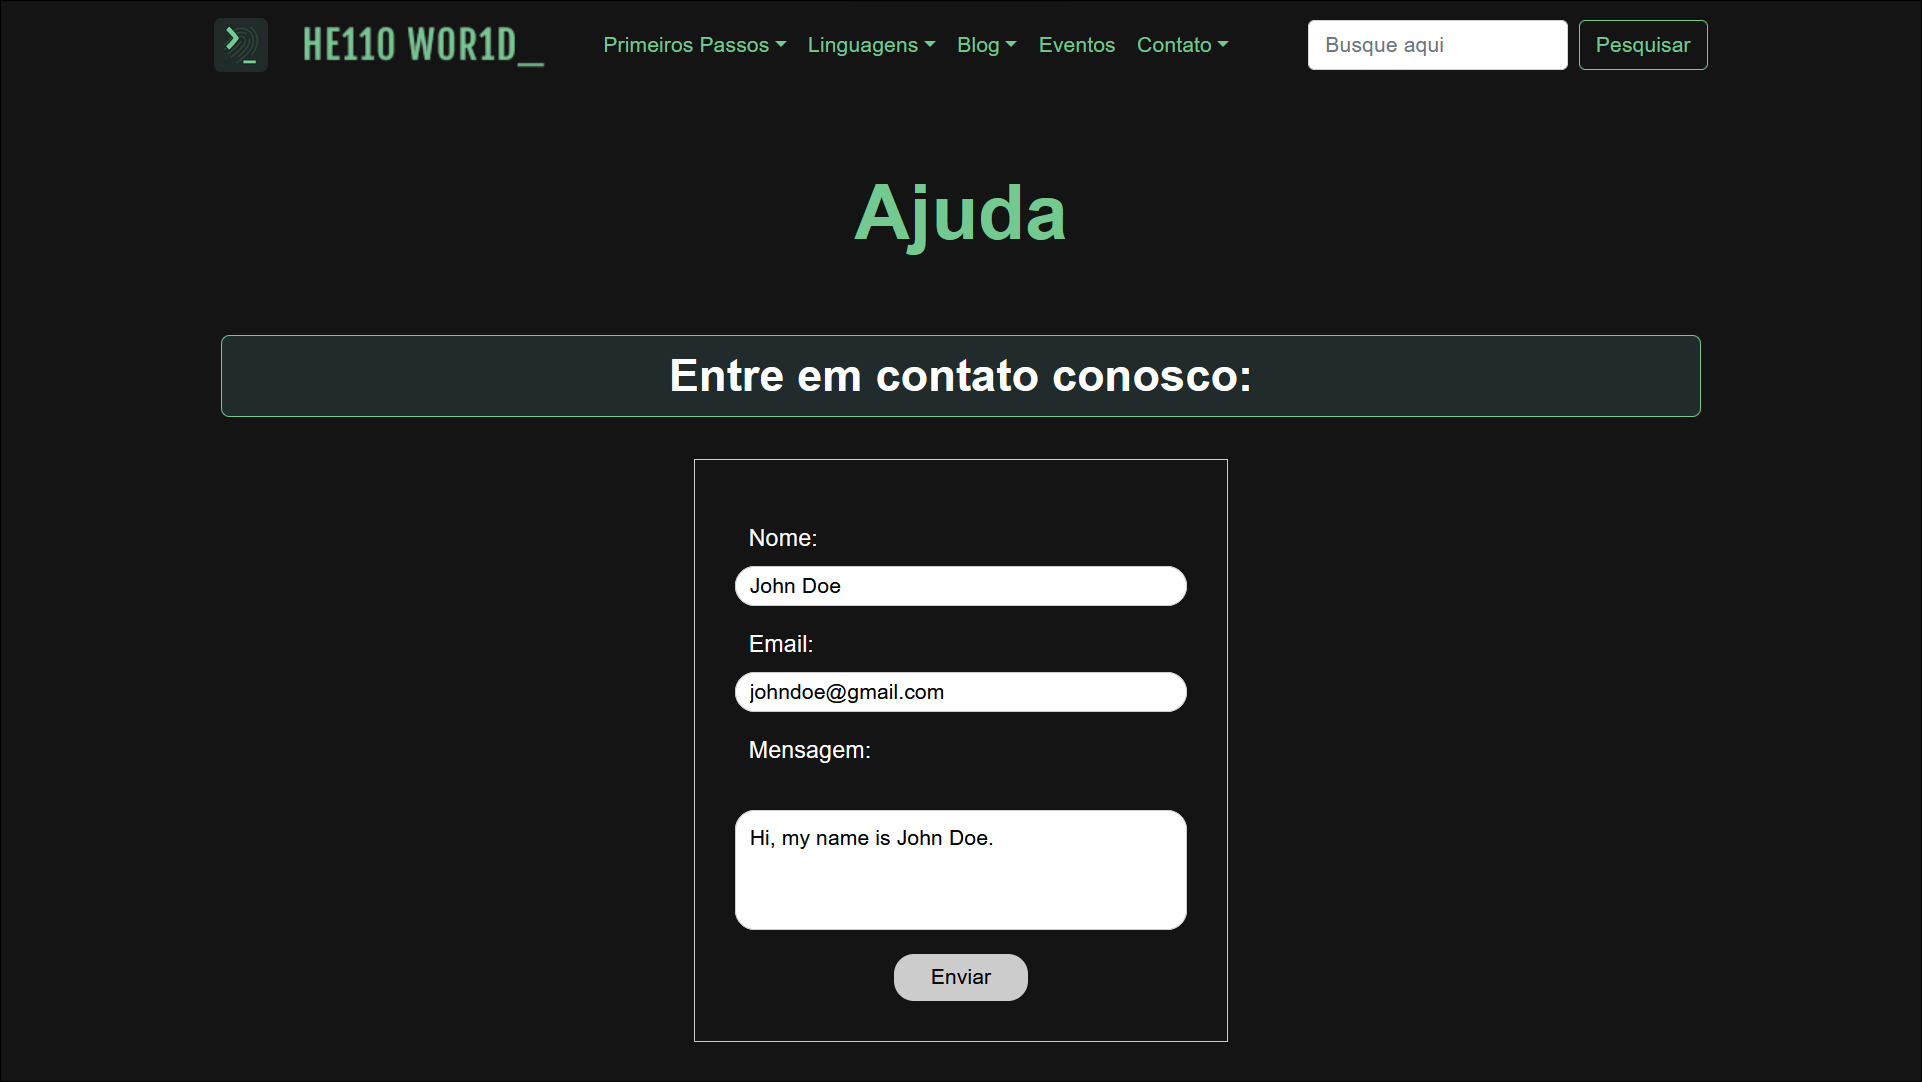 HE110 WOR1D_
Primeiros Passos Linguagens Blog Eventos Contato Busque aqui Pesquisar
Ajuda
Entre em contato conosco:
Nome:
John Doe
Email:
johndoe@gmail.com
Mensagem:
Hi, my name is John Doe.
Enviar